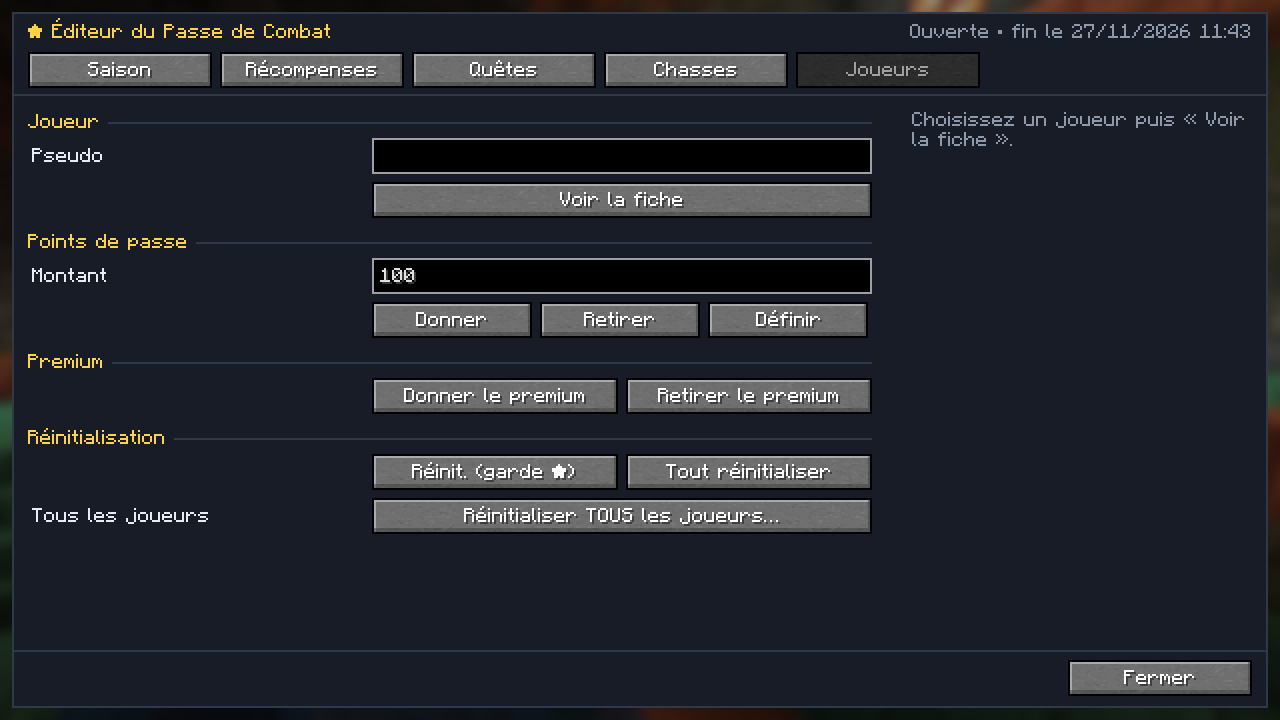 ★ Éditeur du Passe de Combat
Ouverte • fin le 27/11/2026 11:43
Saison
Récompenses
Quêtes
Chasses
Joueurs
Joueur
Pseudo
Voir la fiche
Points de passe
Montant
100
Donner
Retirer
Définir
Premium
Donner le premium
Retirer le premium
Réinitialisation
Réinit. (garde ★)
Tout réinitialiser
Tous les joueurs
Réinitialiser TOUS les joueurs...
Choisissez un joueur puis « Voir
la fiche ».
Fermer